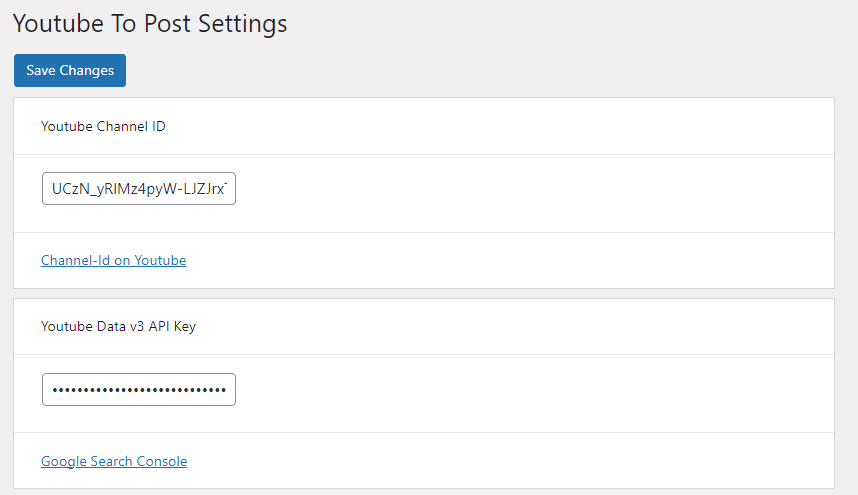 Youtube To Post Settings
Save Changes
Youtube Channel ID
UCzN_yRIMz4pyW-LJZJrx
Channel-Id on Youtube
Youtube Data v3 API Key
••••••••••••••••••••••••••••
Google Search Console